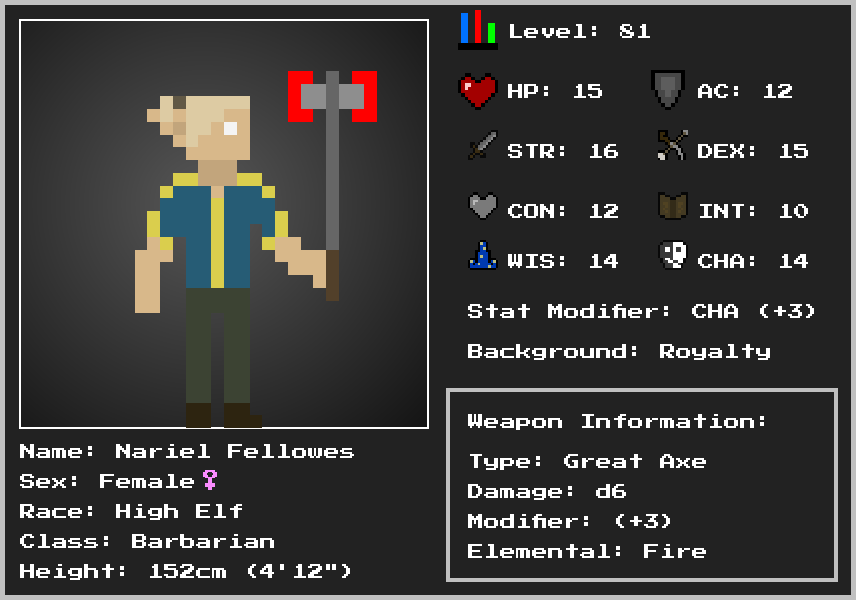 Level: 81
HP: 15 AC: 12
STR: 16 DEX: 15
CON: 12 INT: 10
WIS: 14 CHA: 14
Stat Modifier: CHA (+3)
Background: Royalty
Weapon Information:
Type: Great Axe
Damage: d6
Modifier: (+3)
Elemental: Fire
Name: Nariel Fellowes
Sex: Female♀
Race: High Elf
Class: Barbarian
Height: 152cm (4'12")